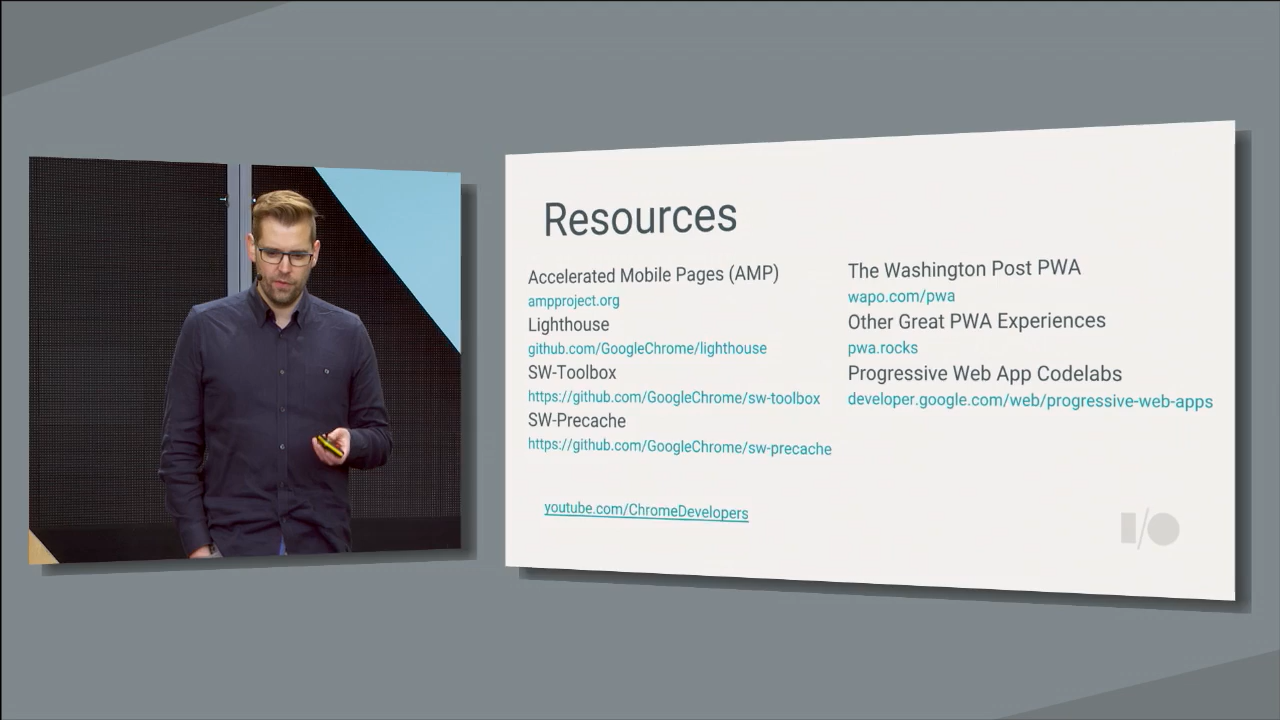 Resources
Accelerated Mobile Pages (AMP)
ampproject.org
Lighthouse
github.com/GoogleChrome/lighthouse
SW-Toolbox
https://github.com/GoogleChrome/sw-toolbox
SW-Precache
https://github.com/GoogleChrome/sw-precache
youtube.com/ChromeDevelopers
The Washington Post PWA
wapo.com/pwa
Other Great PWA Experiences
pwa.rocks
Progressive Web App Codelabs
developer.google.com/web/progressive-web-apps
I/O